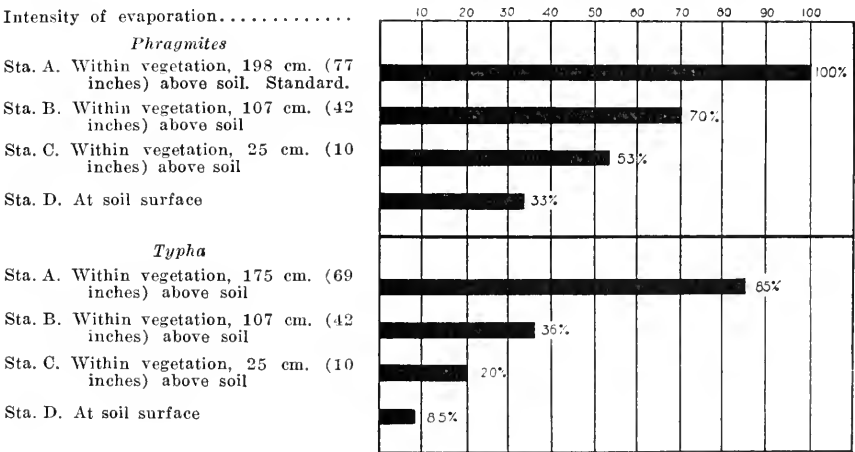 Intensity of evaporation.............
10 20 30 40 50 60 70 80 90 100
Phragmites
Sta. A. Within vegetation, 198 cm. (77
inches) above soil. Standard.
100%
Sta. B. Within vegetation, 107 cm. (42
inches) above soil
70%
Sta. C. Within vegetation, 25 cm. (10
inches) above soil
53%
Sta. D. At soil surface
33%
Typha
Sta. A. Within vegetation, 175 cm. (69
inches) above soil
85%
Sta. B. Within vegetation, 107 cm. (42
inches) above soil
36%
Sta. C. Within vegetation, 25 cm. (10
inches) above soil
20%
Sta. D. At soil surface
8.5%